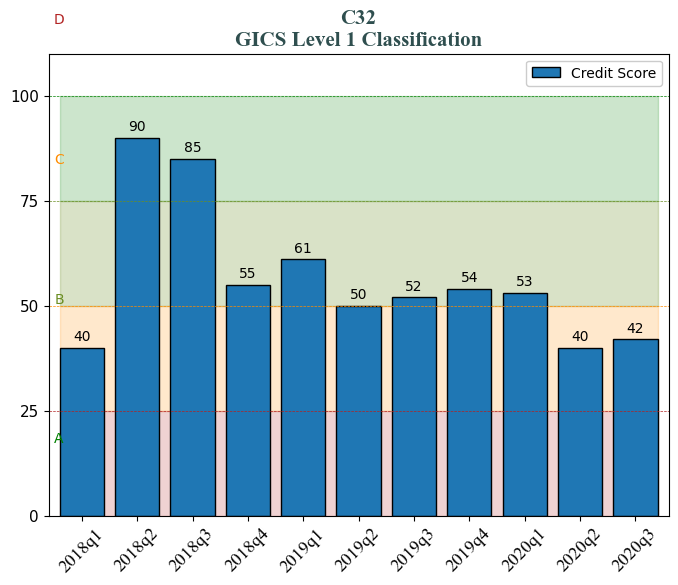 D
C32
GICS Level 1 Classification
Credit Score
100
90
C
85
75
61
55
54
53
52
50
B
50
42
40
40
25
A
0
2018q1
2018q2
2018q3
2018q4
2019q1
2019q2
2019q3
2019q4
2020q1
2020q2
2020q3